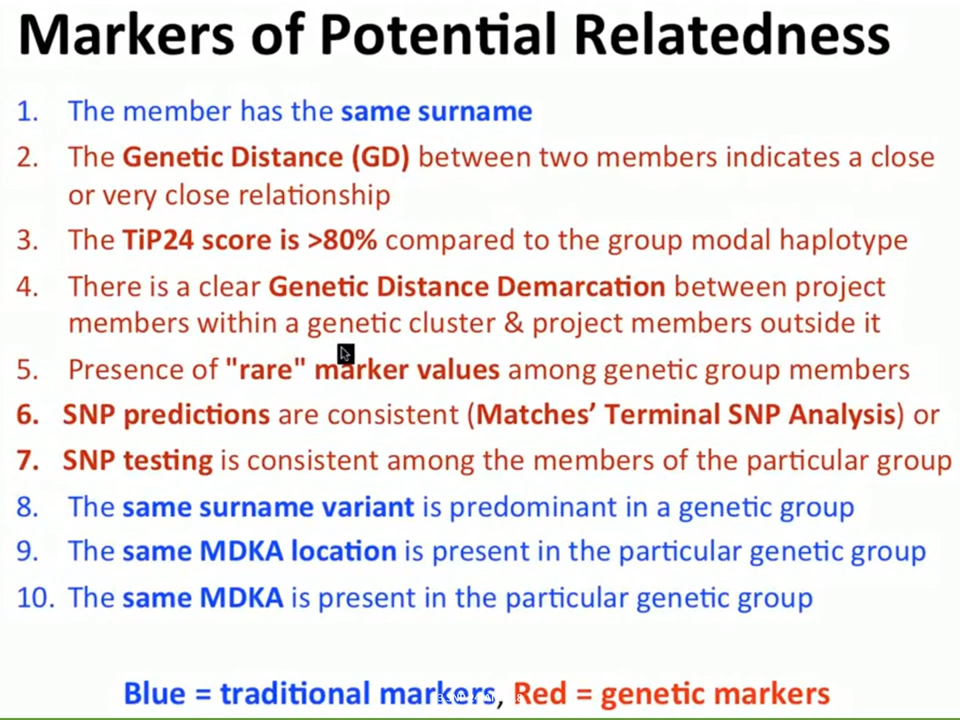 Markers of Potential Relatedness
1. The member has the same surname
2. The Genetic Distance (GD) between two members indicates a close
or very close relationship
3. The TiP24 score is >80% compared to the group modal haplotype
4. There is a clear Genetic Distance Demarcation between project
members within a genetic cluster & project members outside it
5. Presence of "rare" marker values among genetic group members
6. SNP predictions are consistent (Matches’ Terminal SNP Analysis) or
7. SNP testing is consistent among the members of the particular group
8. The same surname variant is predominant in a genetic group
9. The same MDKA location is present in the particular genetic group
10. The same MDKA is present in the particular genetic group
Blue = traditional markers, Red = genetic markers